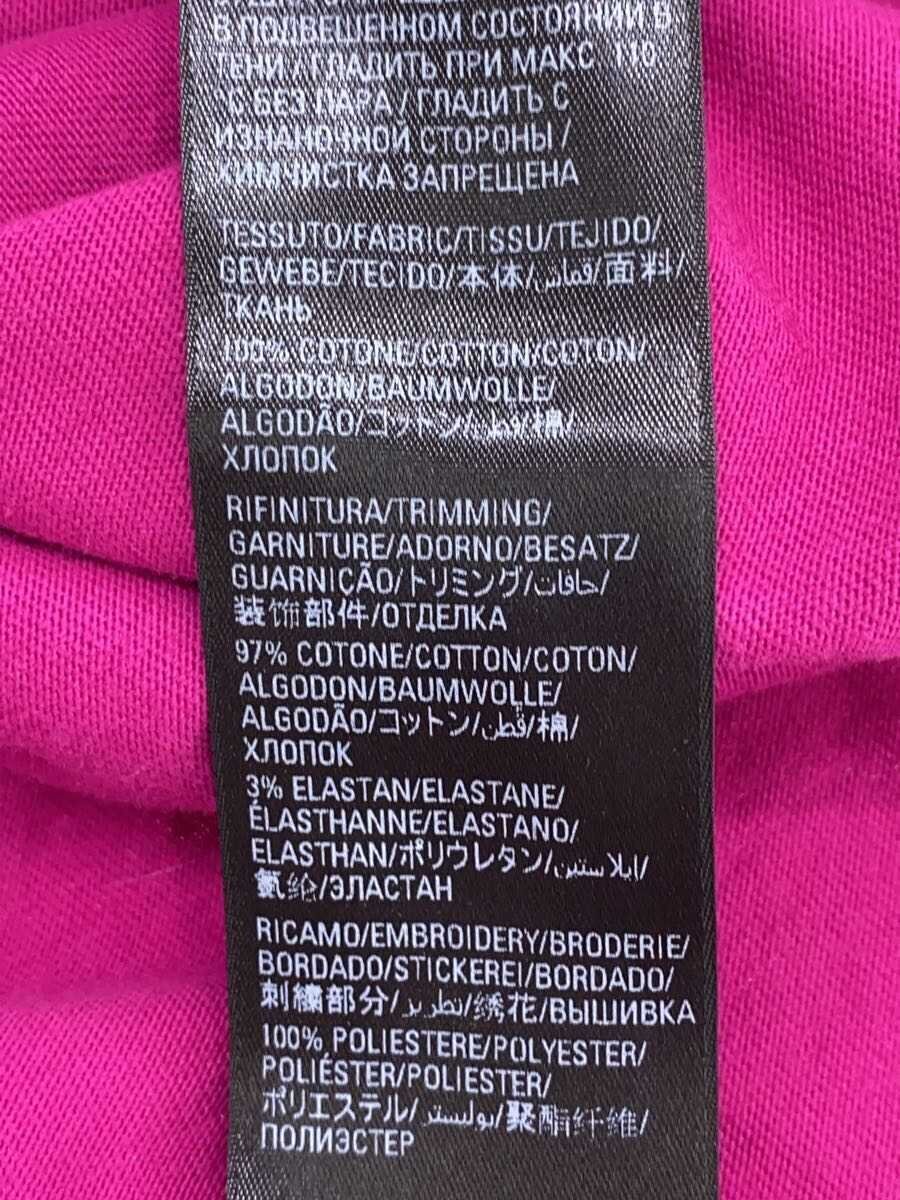 В ПОДВЕШЕННОМ СОСТОЯНИИ В
ТЕНИ / ГЛАДИТЬ ПРИ МАКС 110
°C БЕЗ ПАРА / ГЛАДИТЬ С
ИЗНАНОЧНОЙ СТОРОНЫ /
ХИМЧИСТКА ЗАПРЕЩЕНА
TESSUTO/FABRIC/TISSU/TEJIDO/
GEWEBE/TECIDO/本体/قماش/面料/
ТКАНЬ
100% COTONE/COTTON/COTON/
ALGODON/BAUMWOLLE/
ALGODÃO/コットン/قطن/棉/
ХЛОПОК
RIFINITURA/TRIMMING/
GARNITURE/ADORNO/BESATZ/
GUARNIÇÃO/トリミング/حافات/
装饰部件/ОТДЕЛКА
97% COTONE/COTTON/COTON/
ALGODON/BAUMWOLLE/
ALGODÃO/コットン/قطن/棉/
ХЛОПОК
3% ELASTAN/ELASTANE/
ÉLASTHANNE/ELASTANO/
ELASTHAN/ポリウレタン/إيلاستين/
氨纶/ЭЛАСТАН
RICAMO/EMBROIDERY/BRODERIE/
BORDADO/STICKEREI/BORDADO/
刺繍部分/تطريز/绣花/ВЫШИВКА
100% POLIESTERE/POLYESTER/
POLIÉSTER/POLIESTER/
ポリエステル/بوليستر/聚酯纤维/
ПОЛИЭСТЕР